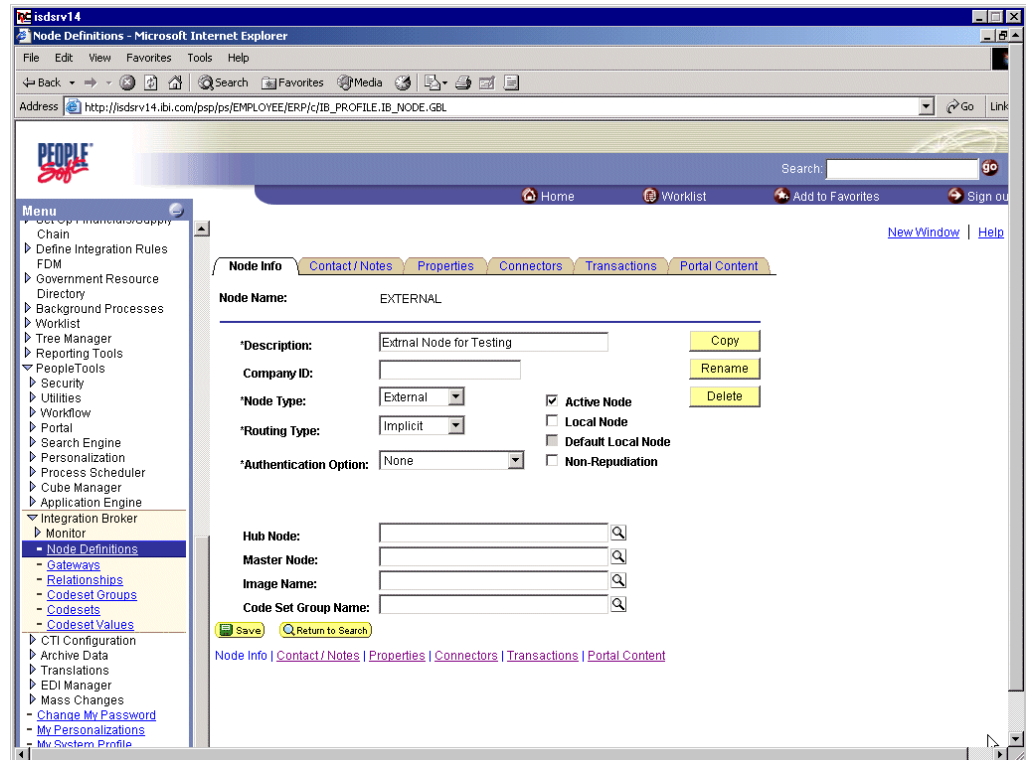 isdsrv14
Node Definitions - Microsoft Internet Explorer
File Edit View Favorites Tools Help
Back Search Favorites Media
Address http://isdsrv14.ibi.com/psp/ps/EMPLOYEE/ERP/c/IB_PROFILE.IB_NODE.GBL Go Link
PEOPLE Soft
Search: go
Home Worklist Add to Favorites Sign ou
Menu
Set Up Financials/Supply
Chain
Define Integration Rules
FDM
Government Resource
Directory
Background Processes
Worklist
Tree Manager
Reporting Tools
PeopleTools
Security
Utilities
Workflow
Portal
Search Engine
Personalization
Process Scheduler
Cube Manager
Application Engine
Integration Broker
Monitor
Node Definitions
Gateways
Relationships
Codeset Groups
Codesets
Codeset Values
CTI Configuration
Archive Data
Translations
EDI Manager
Mass Changes
Change My Password
My Personalizations
My System Profile
New Window | Help
Node Info Contact / Notes Properties Connectors Transactions Portal Content
Node Name: EXTERNAL
*Description: Extrnal Node for Testing Copy
Company ID: Rename
*Node Type: External Active Node Delete
Local Node
*Routing Type: Implicit
Default Local Node
*Authentication Option: None Non-Repudiation
Hub Node:
Master Node:
Image Name:
Code Set Group Name:
Save Return to Search
Node Info | Contact / Notes | Properties | Connectors | Transactions | Portal Content